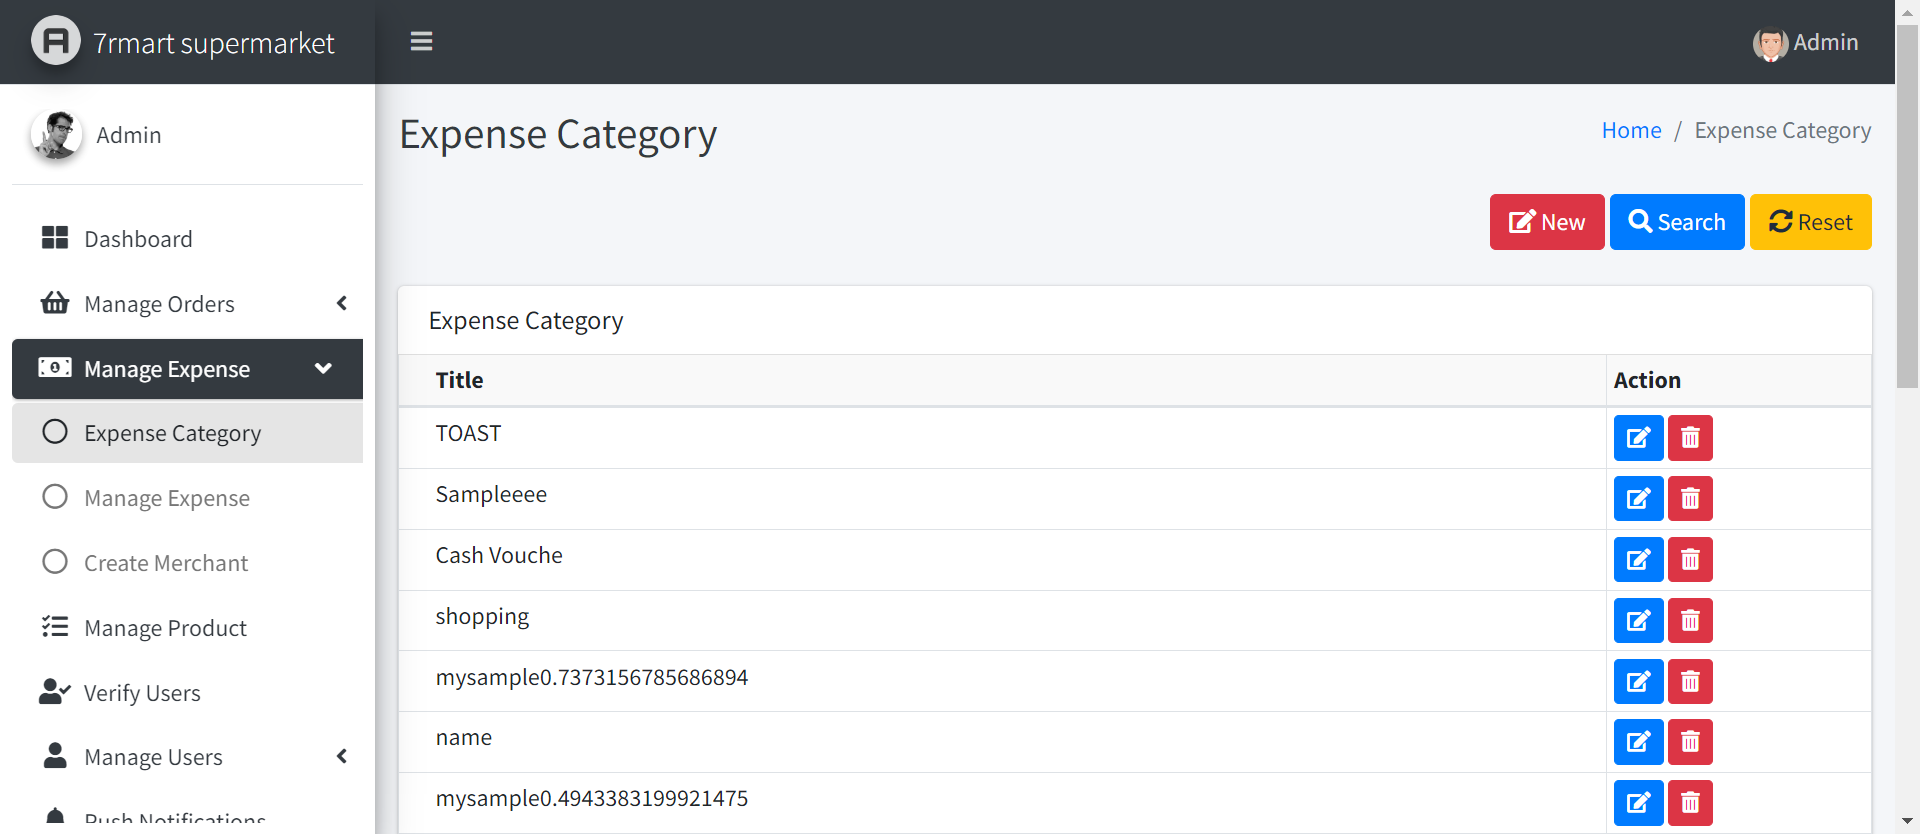 7rmart supermarket
Admin
Admin
Dashboard
Manage Orders
Manage Expense
Expense Category
Manage Expense
Create Merchant
Manage Product
Verify Users
Manage Users
Push Notifications
Expense Category
Home / Expense Category
New Search Reset
Expense Category
Title Action
TOAST
Sampleeee
Cash Vouche
shopping
mysample0.7373156785686894
name
mysample0.4943383199921475